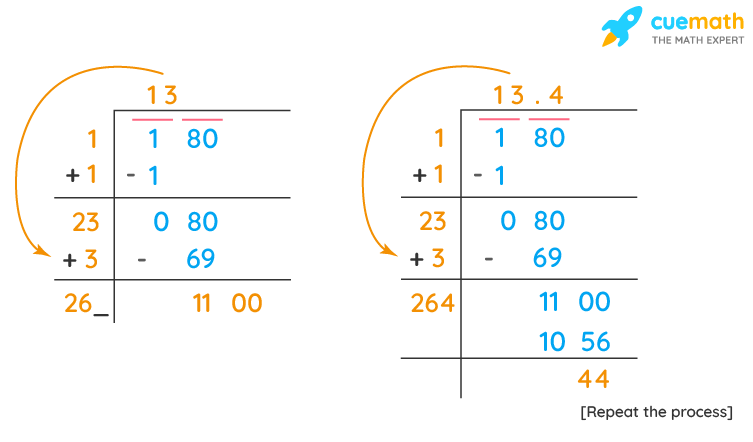 cuemath
THE MATH EXPERT
13
1 1 80
+ 1 - 1
23 0 80
+ 3 - 69
26_ 11 00
13.4
1 1 80
+ 1 - 1
23 0 80
+ 3 - 69
264 11 00
10 56
44
[Repeat the process]